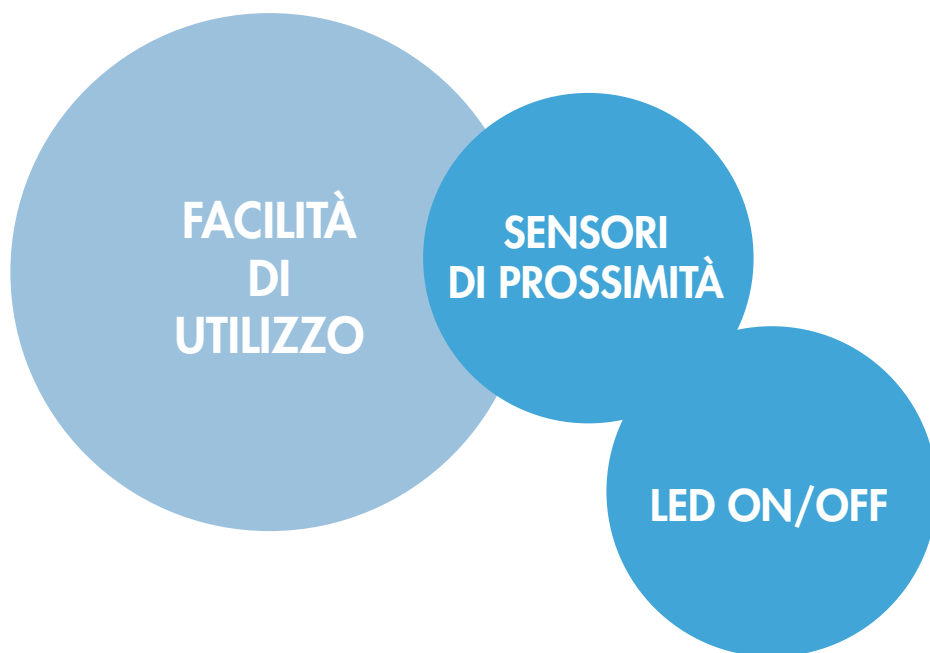 FACILITÀ
DI
UTILIZZO
SENSORI
DI PROSSIMITÀ
LED ON/OFF